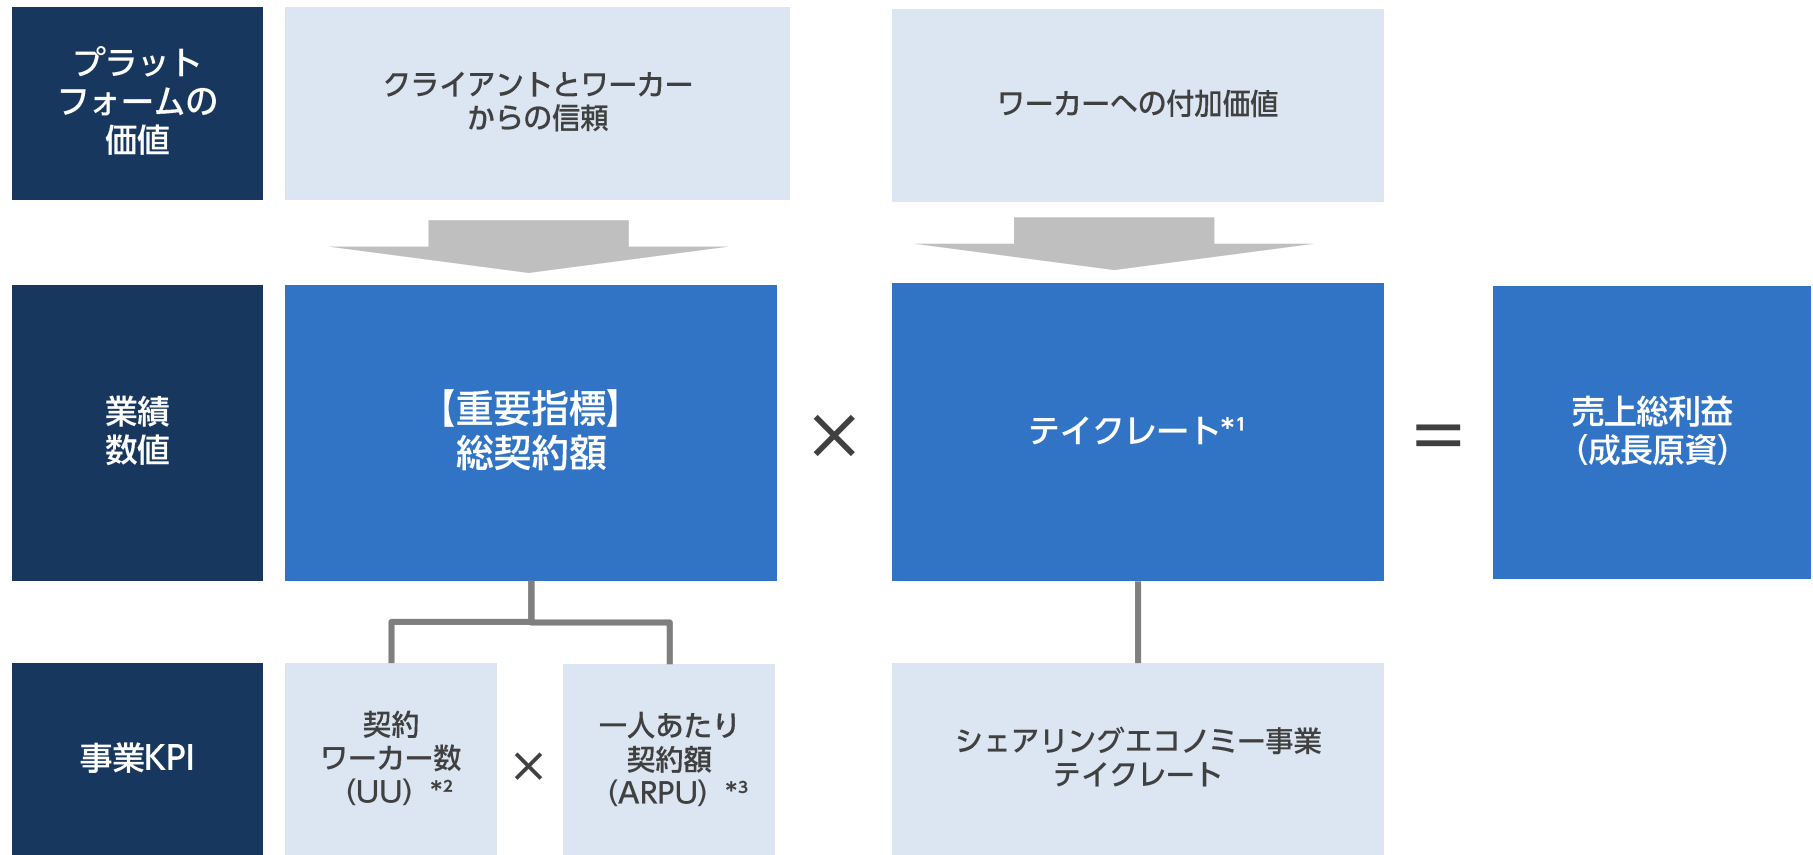 プラット
フォームの
価値
クライアントとワーカー
からの信頼
ワーカーへの付加価値
業績
数値
【重要指標】
総契約額
×
テイクレート*1
=
売上総利益
（成長原資）
事業KPI
契約
ワーカー数
（UU）*2
×
一人あたり
契約額
（ARPU）*3
シェアリングエコノミー事業
テイクレート